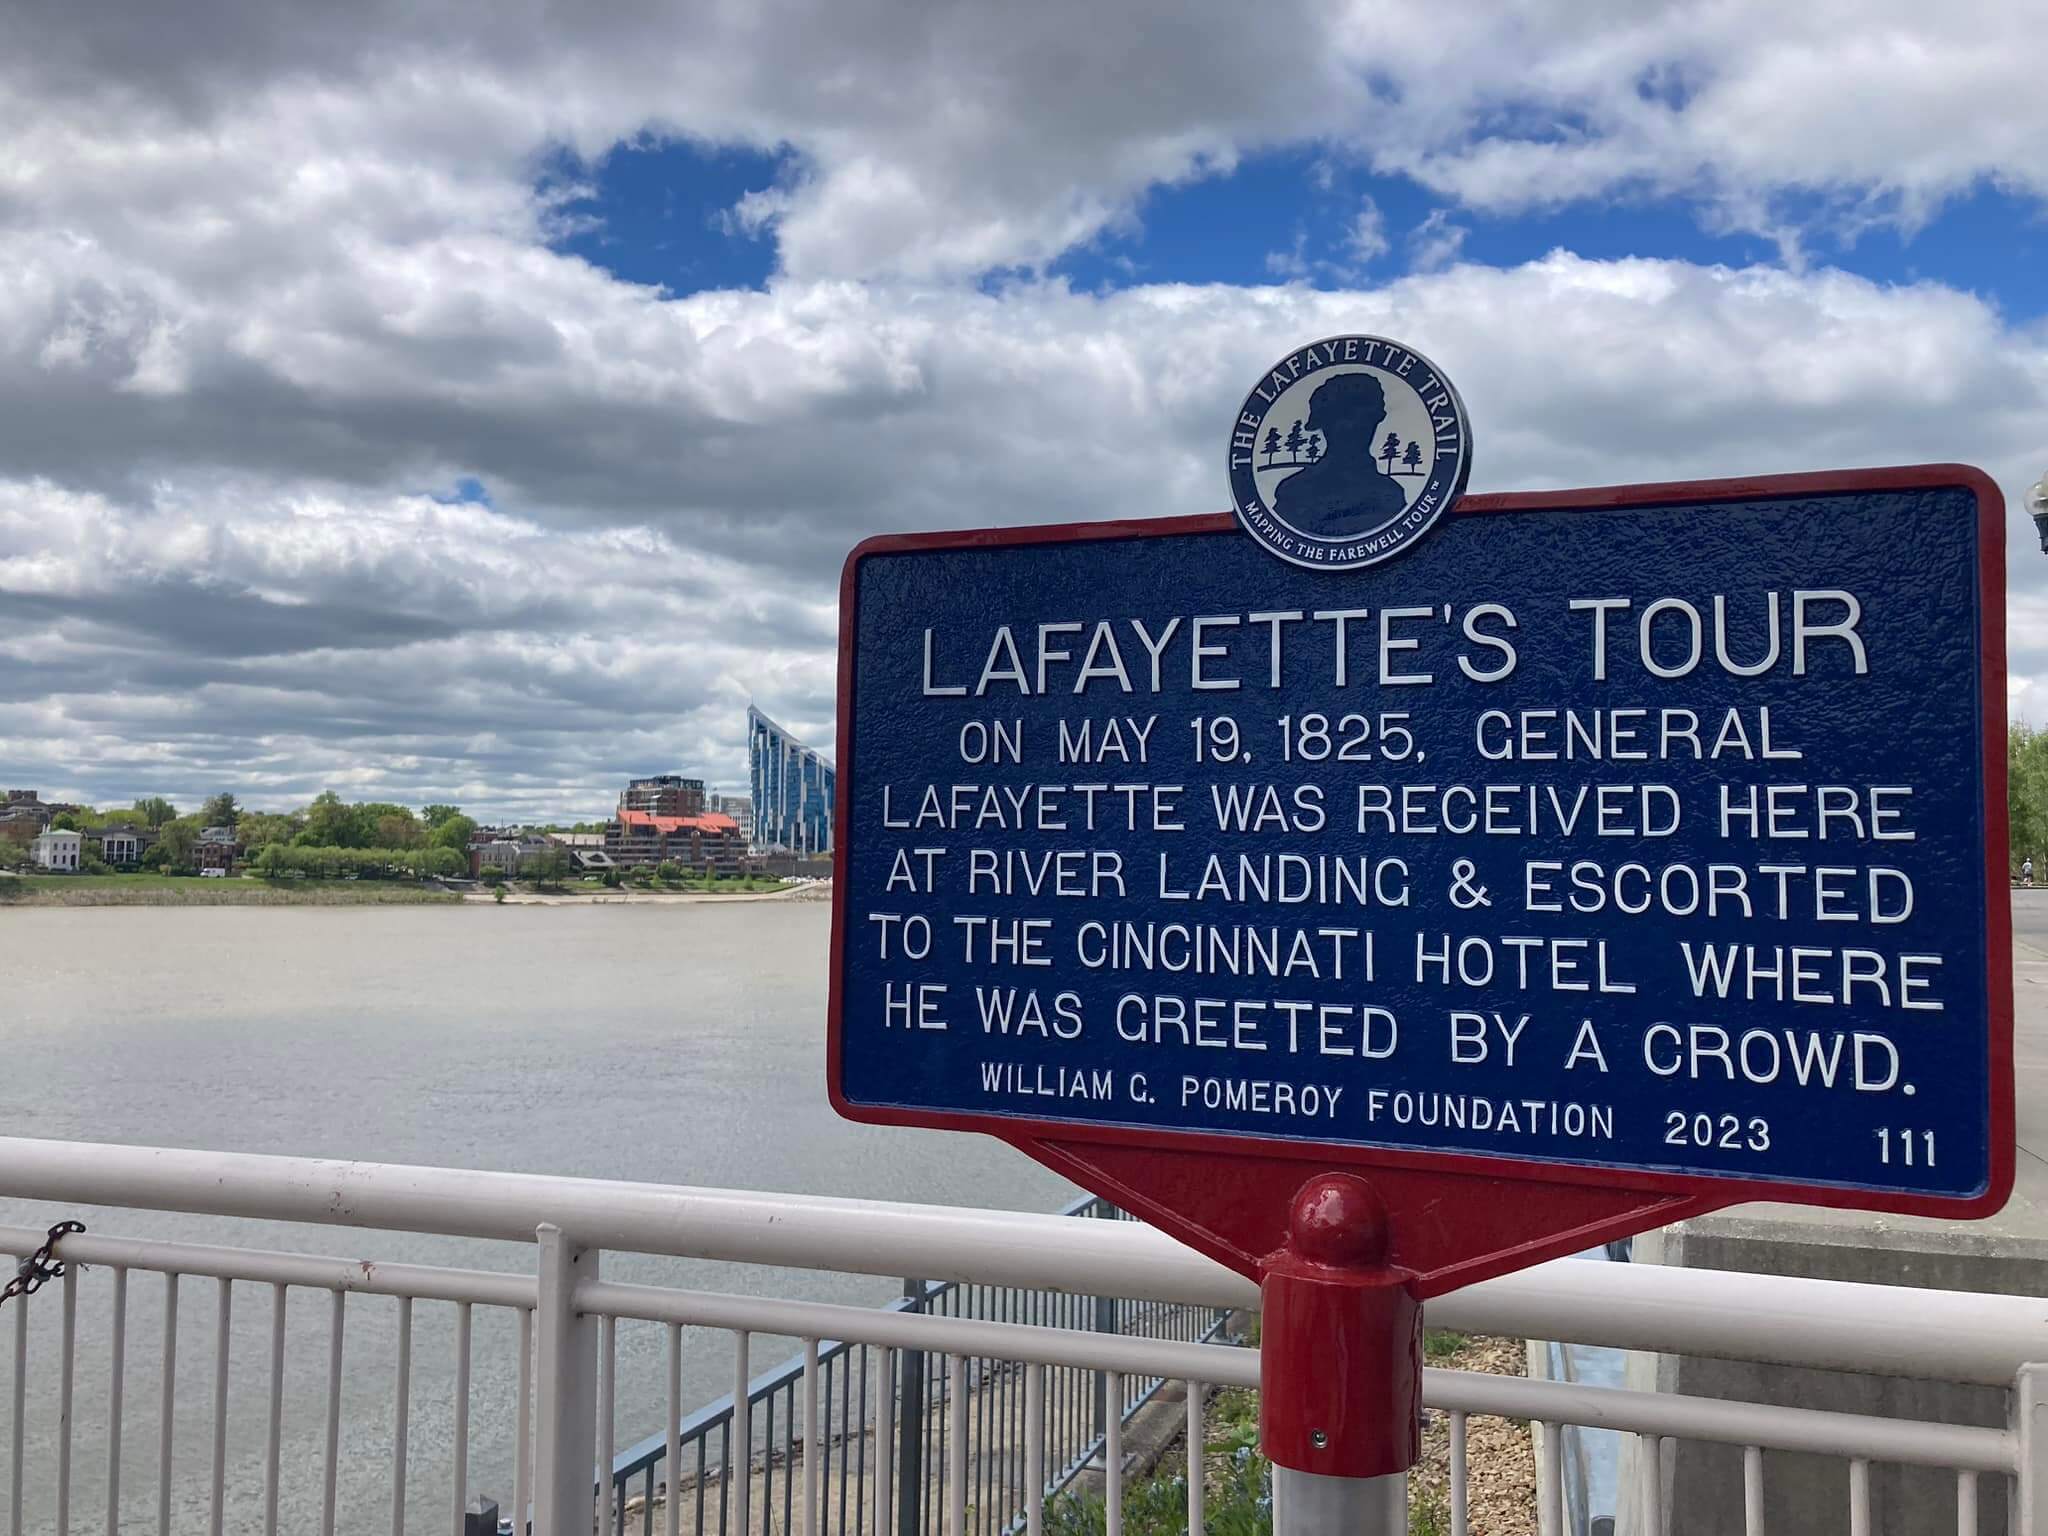 THE LAFAYETTE TRAIL
MAPPING THE FAREWELL TOUR™
LAFAYETTE'S TOUR
ON MAY 19, 1825, GENERAL
LAFAYETTE WAS RECEIVED HERE
AT RIVER LANDING & ESCORTED
TO THE CINCINNATI HOTEL WHERE
HE WAS GREETED BY A CROWD.
WILLIAM G. POMEROY FOUNDATION 2023 111